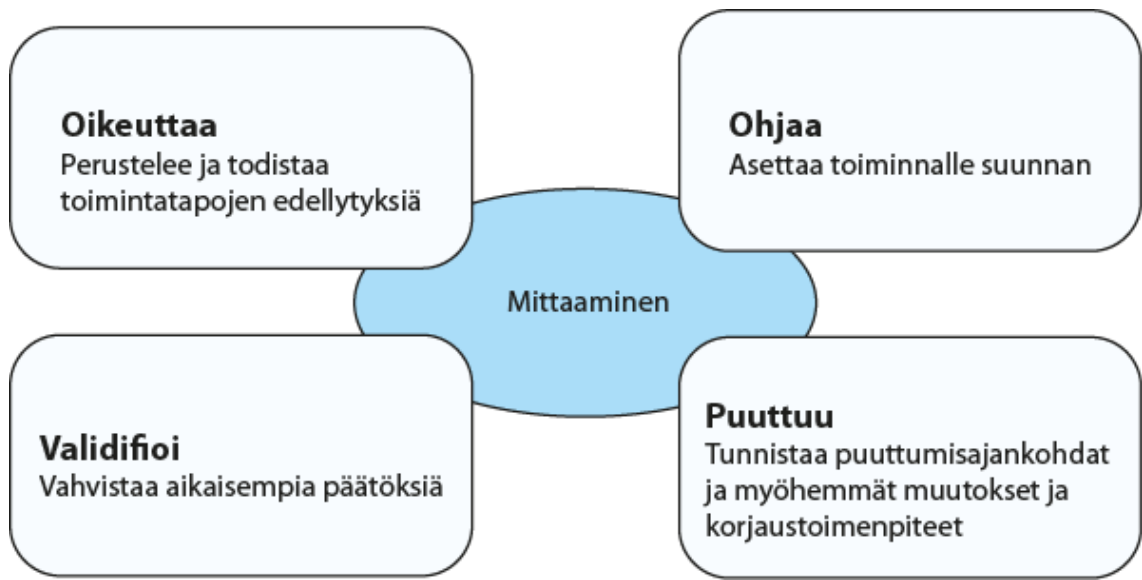 Oikeuttaa
Perustelee ja todistaa
toimintatapojen edellytyksiä
Ohjaa
Asettaa toiminnalle suunnan
Mittaaminen
Validifioi
Vahvistaa aikaisempia päätöksiä
Puuttuu
Tunnistaa puuttumisajankohdat
ja myöhemmät muutokset ja
korjaustoimenpiteet